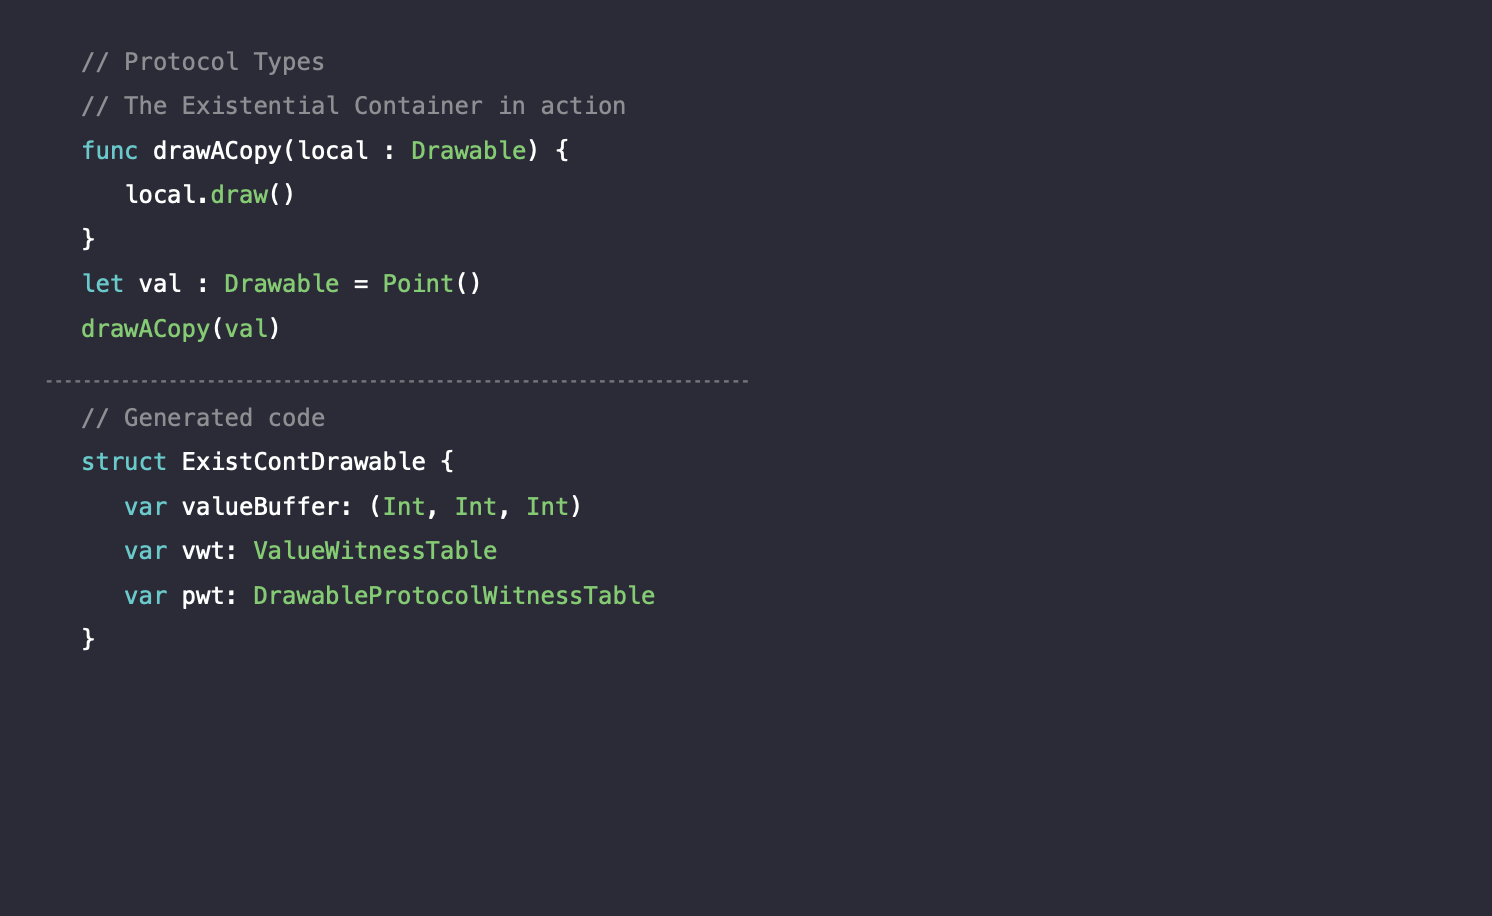 // Protocol Types
// The Existential Container in action
func drawACopy(local : Drawable) {
   local.draw()
}
let val : Drawable = Point()
drawACopy(val)
// Generated code
struct ExistContDrawable {
   var valueBuffer: (Int, Int, Int)
   var vwt: ValueWitnessTable
   var pwt: DrawableProtocolWitnessTable
}